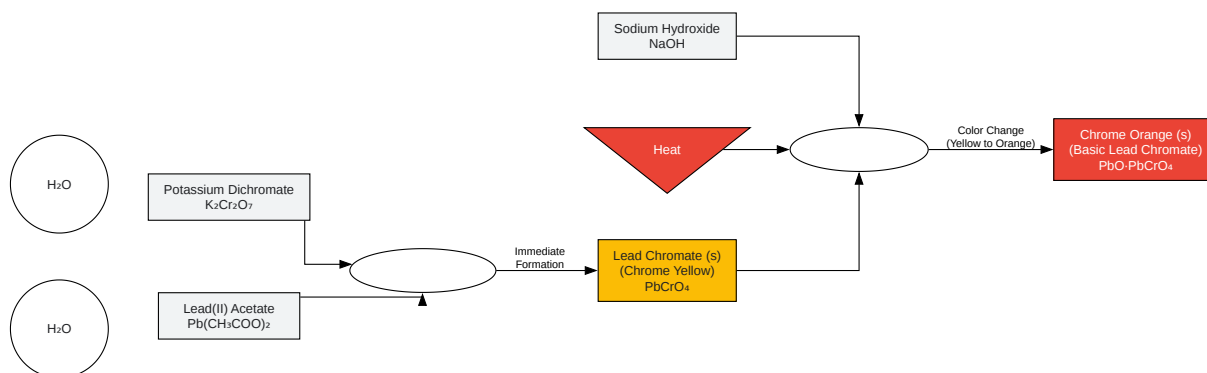 Sodium Hydroxide
NaOH
Heat
Color Change
(Yellow to Orange)
Chrome Orange (s)
(Basic Lead Chromate)
PbO·PbCrO₄
H₂O
Potassium Dichromate
K₂Cr₂O₇
Immediate
Formation
Lead Chromate (s)
(Chrome Yellow)
PbCrO₄
H₂O
Lead(II) Acetate
Pb(CH₃COO)₂